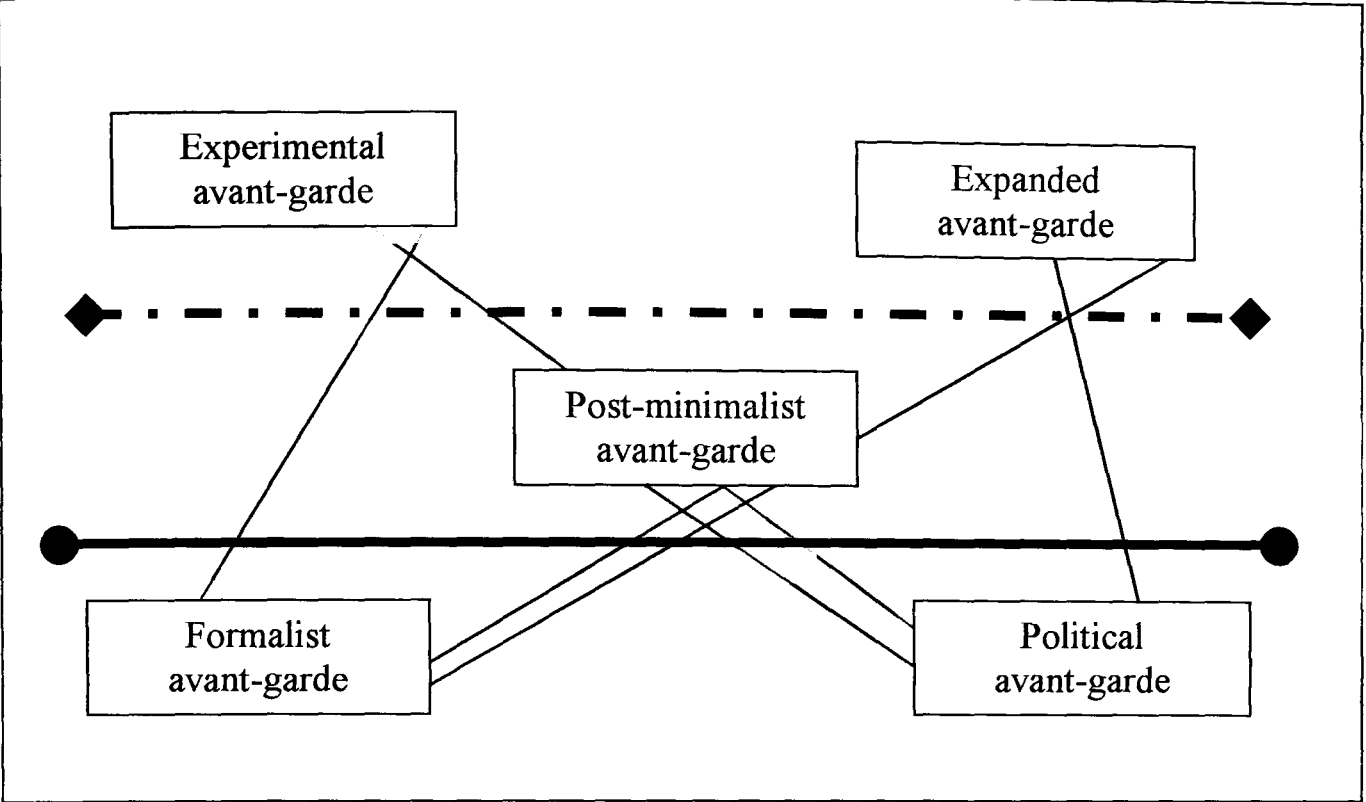 Experimental
avant-garde
Expanded
avant-garde
Post-minimalist
avant-garde
Formalist
avant-garde
Political
avant-garde